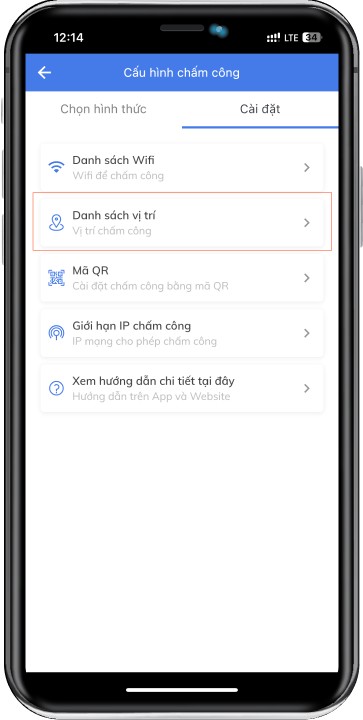 12:14
LTE 34
Cấu hình chấm công
Chọn hình thức
Cài đặt
Danh sách Wifi
Wifi để chấm công
Danh sách vị trí
Vị trí chấm công
Mã QR
Cài đặt chấm công bằng mã QR
Giới hạn IP chấm công
IP mạng cho phép chấm công
Xem hướng dẫn chi tiết tại đây
Hướng dẫn trên App và Website